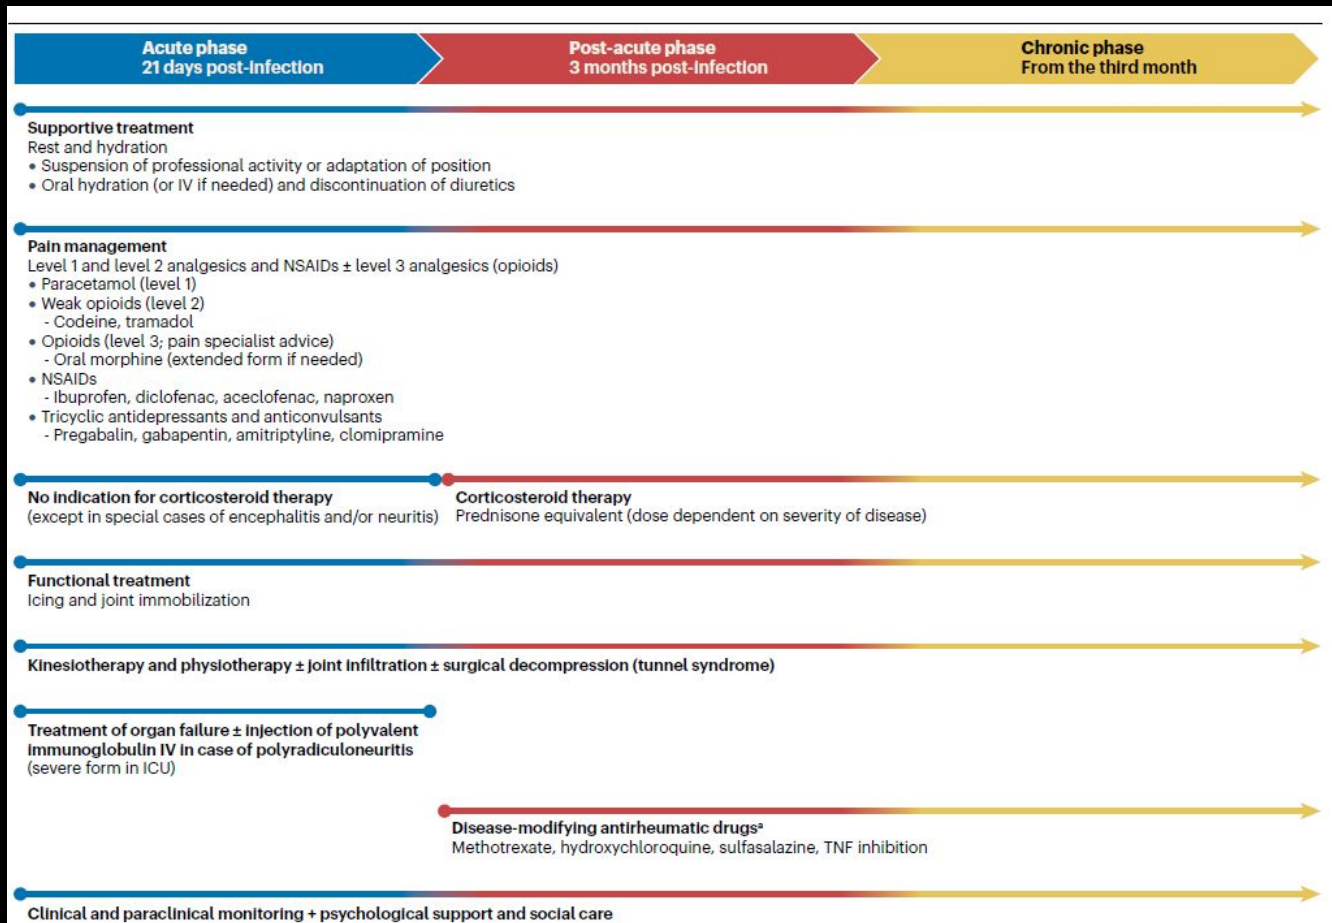 Acute phase
21 days post-infection
Post-acute phase
3 months post-infection
Chronic phase
From the third month
Supportive treatment
Rest and hydration
• Suspension of professional activity or adaptation of position
• Oral hydration (or IV if needed) and discontinuation of diuretics
Pain management
Level 1 and level 2 analgesics and NSAIDs ± level 3 analgesics (opioids)
• Paracetamol (level 1)
• Weak opioids (level 2)
- Codeine, tramadol
• Opioids (level 3; pain specialist advice)
- Oral morphine (extended form if needed)
• NSAIDs
- Ibuprofen, diclofenac, aceclofenac, naproxen
• Tricyclic antidepressants and anticonvulsants
- Pregabalin, gabapentin, amitriptyline, clomipramine
No indication for corticosteroid therapy
(except in special cases of encephalitis and/or neuritis)
Corticosteroid therapy
Prednisone equivalent (dose dependent on severity of disease)
Functional treatment
Icing and joint immobilization
Kinesiotherapy and physiotherapy ± joint infiltration ± surgical decompression (tunnel syndrome)
Treatment of organ failure ± injection of polyvalent
immunoglobulin IV in case of polyradiculoneuritis
(severe form in ICU)
Disease-modifying antirheumatic drugsᵃ
Methotrexate, hydroxychloroquine, sulfasalazine, TNF inhibition
Clinical and paraclinical monitoring + psychological support and social care